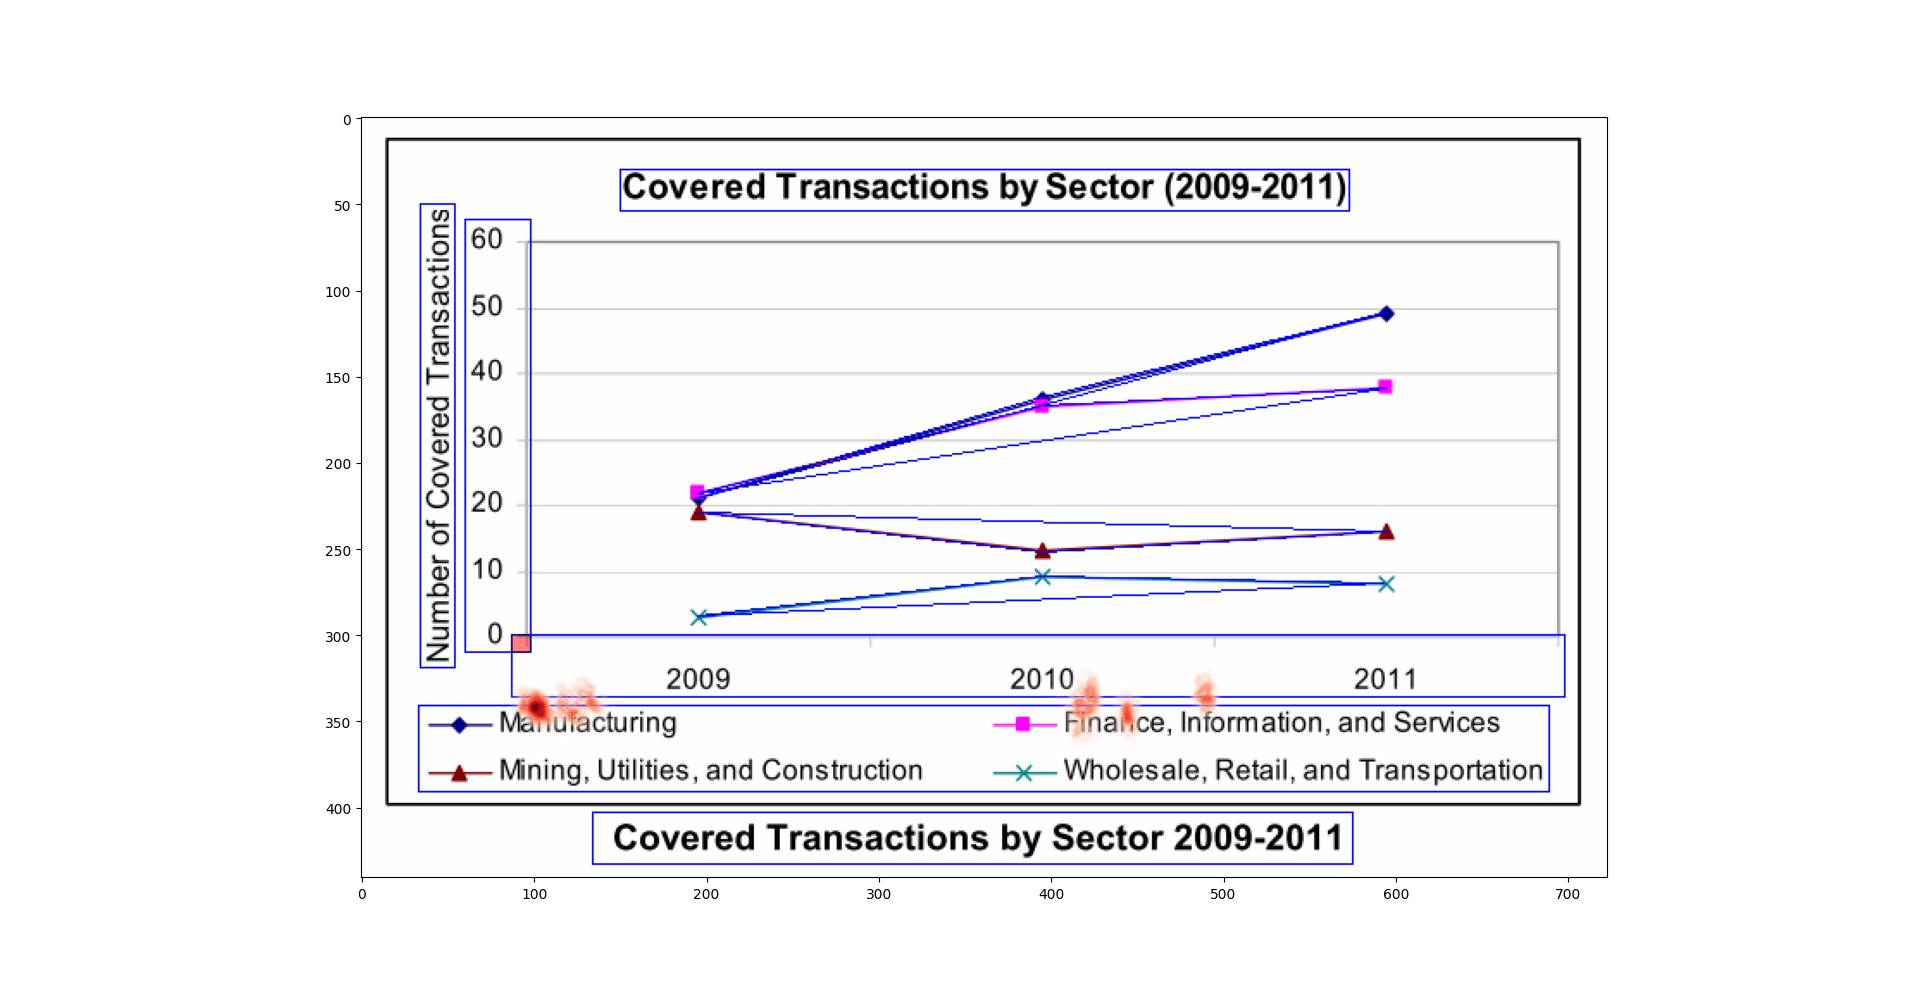 Covered Transactions by Sector (2009-2011)
Number of Covered Transactions
60
50
40
30
20
10
0
2009 2010 2011
Manufacturing Finance, Information, and Services
Mining, Utilities, and Construction Wholesale, Retail, and Transportation
Covered Transactions by Sector 2009-2011
0
50
100
150
200
250
300
350
400
0 100 200 300 400 500 600 700